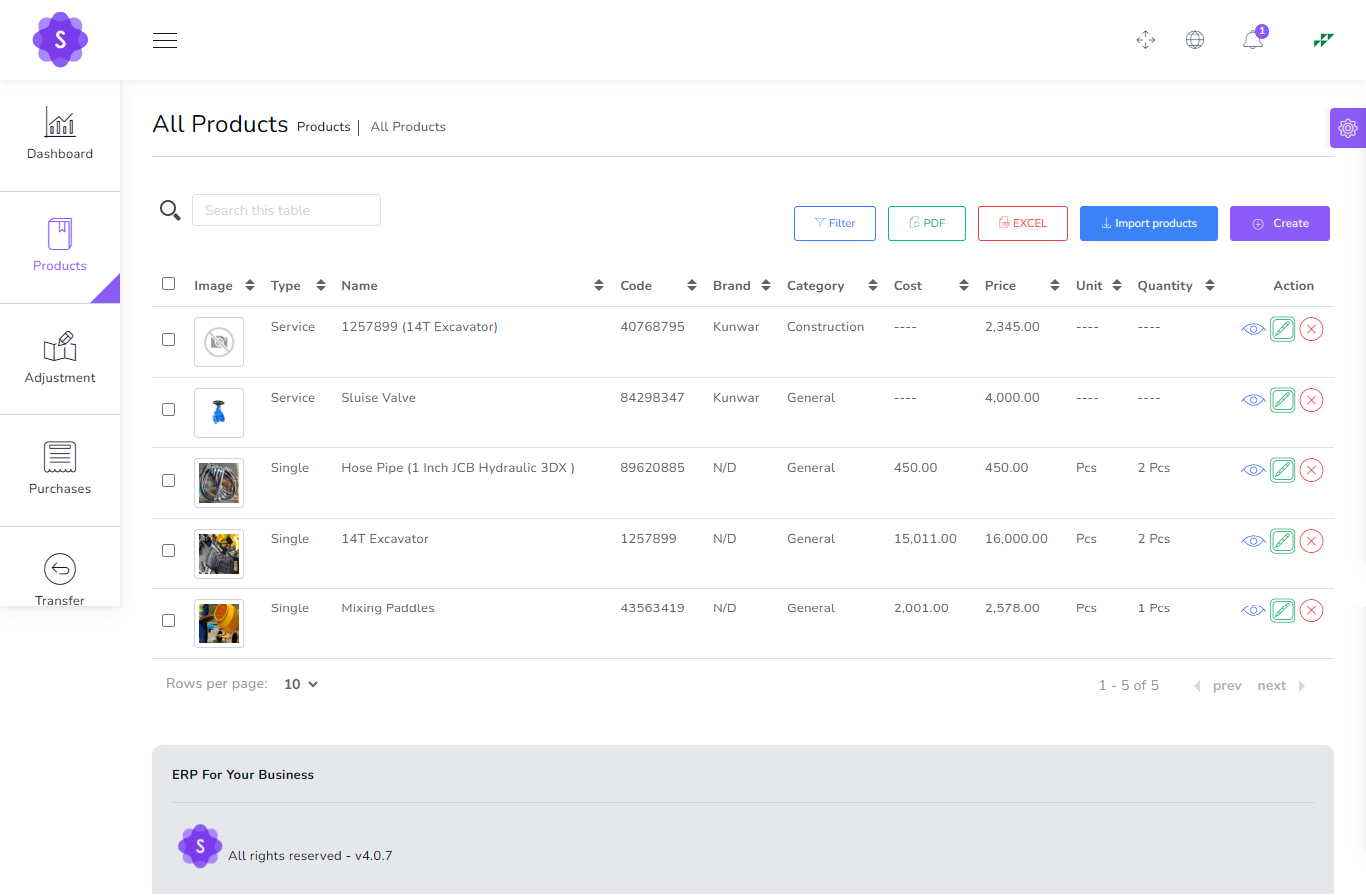 S
1
All Products Products | All Products
Dashboard
Products
Adjustment
Purchases
Transfer
Search this table
Filter PDF EXCEL Import products Create
Image Type Name Code Brand Category Cost Price Unit Quantity Action
Service 1257899 (14T Excavator) 40768795 Kunwar Construction ---- 2,345.00 ---- ----
Service Sluise Valve 84298347 Kunwar General ---- 4,000.00 ---- ----
Single Hose Pipe (1 Inch JCB Hydraulic 3DX ) 89620885 N/D General 450.00 450.00 Pcs 2 Pcs
Single 14T Excavator 1257899 N/D General 15,011.00 16,000.00 Pcs 2 Pcs
Single Mixing Paddles 43563419 N/D General 2,001.00 2,578.00 Pcs 1 Pcs
Rows per page: 10 1 - 5 of 5 prev next
ERP For Your Business
S
All rights reserved - v4.0.7